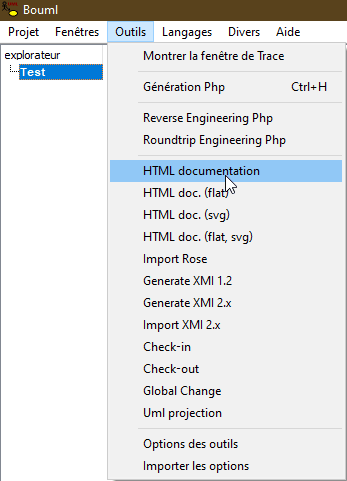 Bouml
Projet Fenêtres Outils Langages Divers Aide
explorateur
Test
Montrer la fenêtre de Trace
Génération Php Ctrl+H
Reverse Engineering Php
Roundtrip Engineering Php
HTML documentation
HTML doc. (flat)
HTML doc. (svg)
HTML doc. (flat, svg)
Import Rose
Generate XMI 1.2
Generate XMI 2.x
Import XMI 2.x
Check-in
Check-out
Global Change
Uml projection
Options des outils
Importer les options